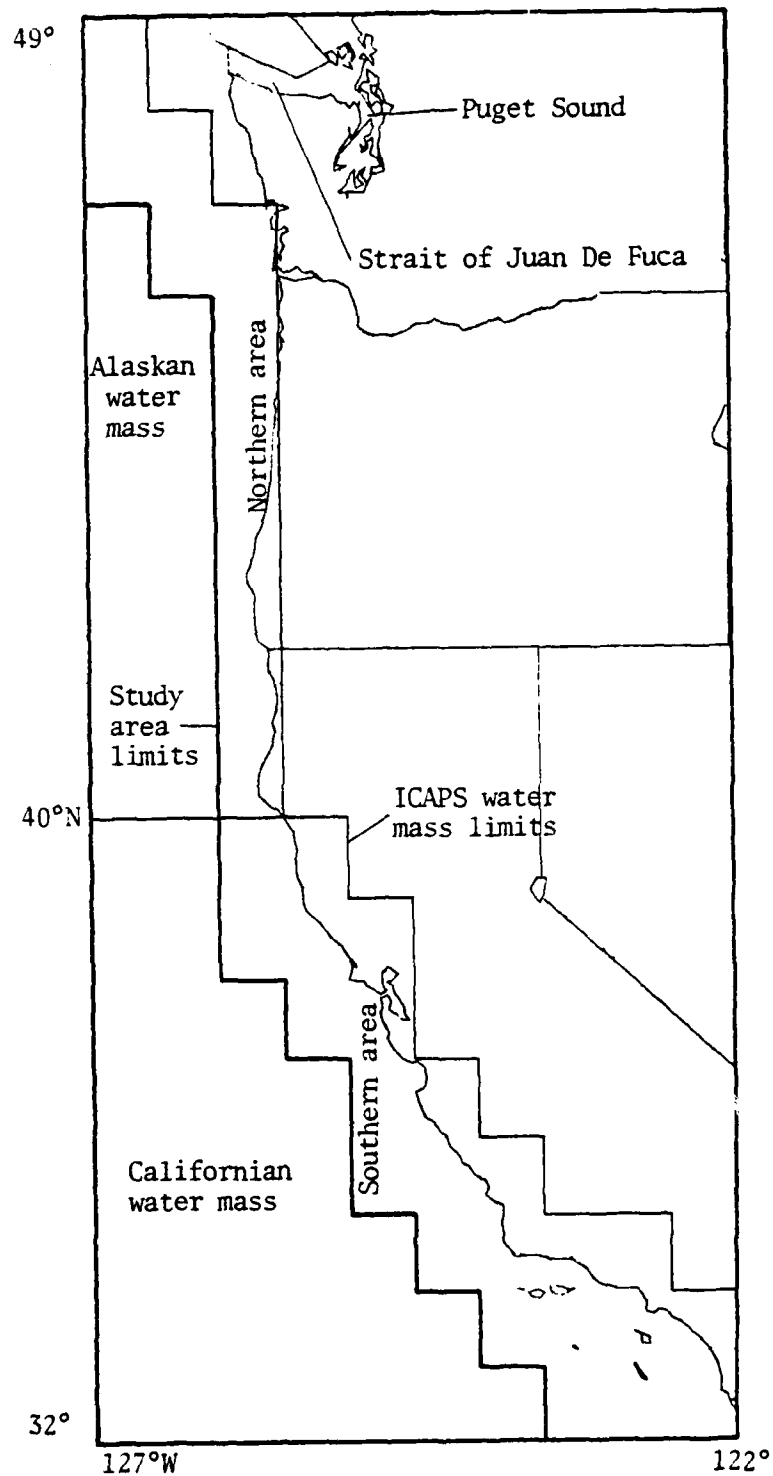 49°
Puget Sound
Strait of Juan De Fuca
Alaskan
water
mass
Northern area
Study
area
limits
ICAPS water
mass limits
40°N
Southern area
Californian
water mass
32°
127°W
122°